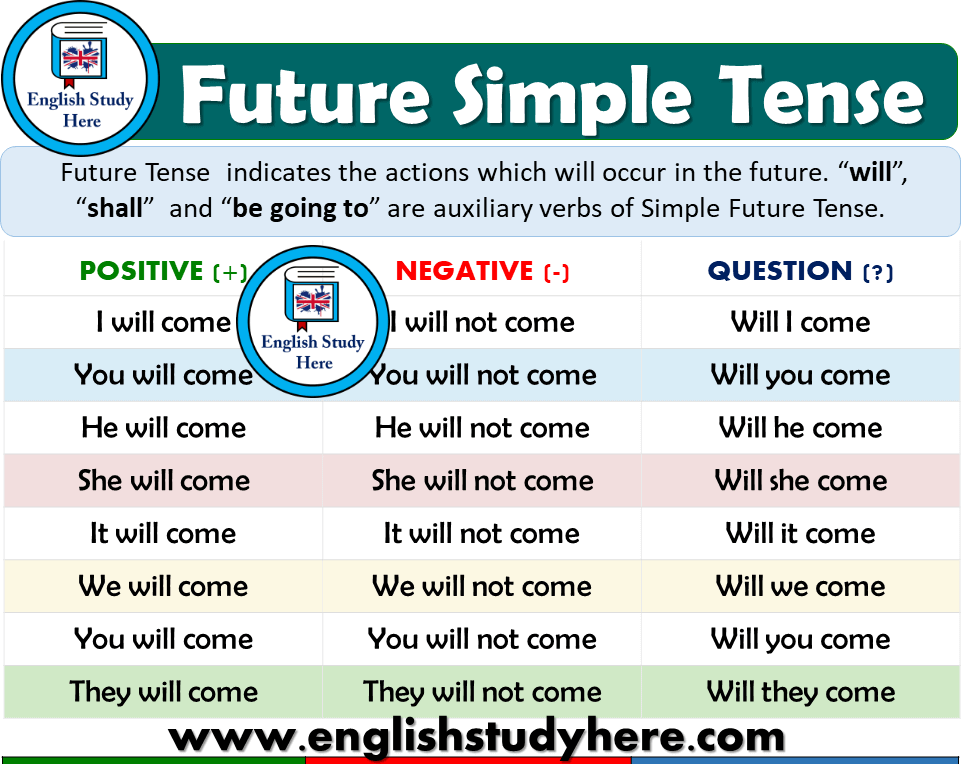 English Study
Here
Future Simple Tense
Future Tense indicates the actions which will occur in the future. “will”,
“shall” and “be going to” are auxiliary verbs of Simple Future Tense.
POSITIVE (+) NEGATIVE (-) QUESTION (?)
English Study
Here
I will come I will not come Will I come
You will come You will not come Will you come
He will come He will not come Will he come
She will come She will not come Will she come
It will come It will not come Will it come
We will come We will not come Will we come
You will come You will not come Will you come
They will come They will not come Will they come
www.englishstudyhere.com